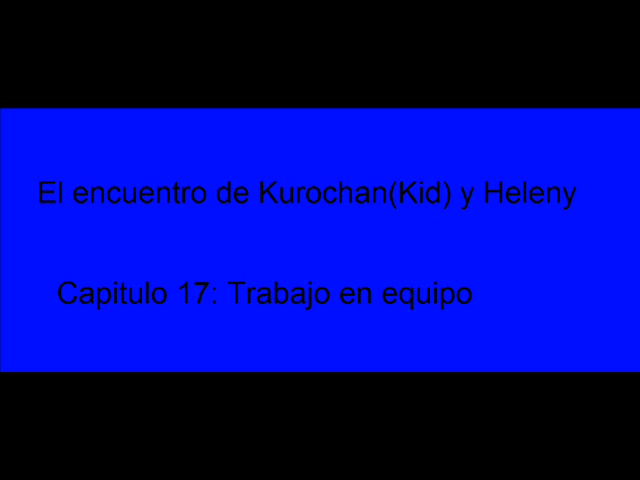 El encuentro de Kurochan(Kid) y Heleny
Capitulo 17: Trabajo en equipo